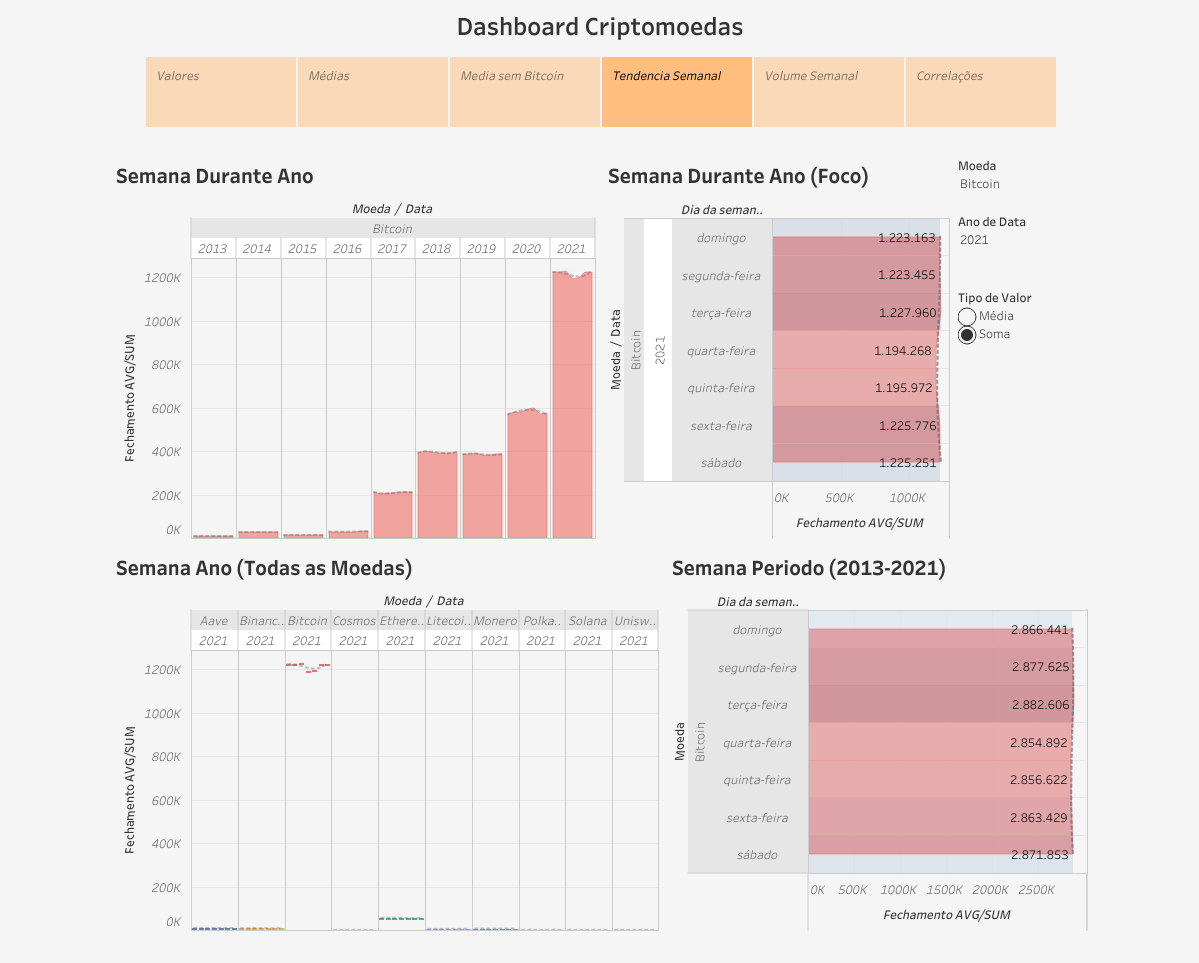 Dashboard Criptomoedas
Valores
Médias
Media sem Bitcoin
Tendencia Semanal
Volume Semanal
Correlações
Semana Durante Ano
Moeda / Data
Bitcoin
2013 2014 2015 2016 2017 2018 2019 2020 2021
Fechamento AVG/SUM
1200K
1000K
800K
600K
400K
200K
0K
Semana Durante Ano (Foco)
Dia da seman..
Moeda / Data
Bitcoin
2021
domingo 1.223.163
segunda-feira 1.223.455
terça-feira 1.227.960
quarta-feira 1.194.268
quinta-feira 1.195.972
sexta-feira 1.225.776
sábado 1.225.251
0K 500K 1000K
Fechamento AVG/SUM
Moeda
Bitcoin
Ano de Data
2021
Tipo de Valor
Média
Soma
Semana Ano (Todas as Moedas)
Moeda / Data
Aave Binanc.. Bitcoin Cosmos Ethere.. Litecoi.. Monero Polka.. Solana Unisw..
2021 2021 2021 2021 2021 2021 2021 2021 2021 2021
Fechamento AVG/SUM
1200K
1000K
800K
600K
400K
200K
0K
Semana Periodo (2013-2021)
Dia da seman..
Moeda
Bitcoin
domingo 2.866.441
segunda-feira 2.877.625
terça-feira 2.882.606
quarta-feira 2.854.892
quinta-feira 2.856.622
sexta-feira 2.863.429
sábado 2.871.853
0K 500K 1000K 1500K 2000K 2500K
Fechamento AVG/SUM